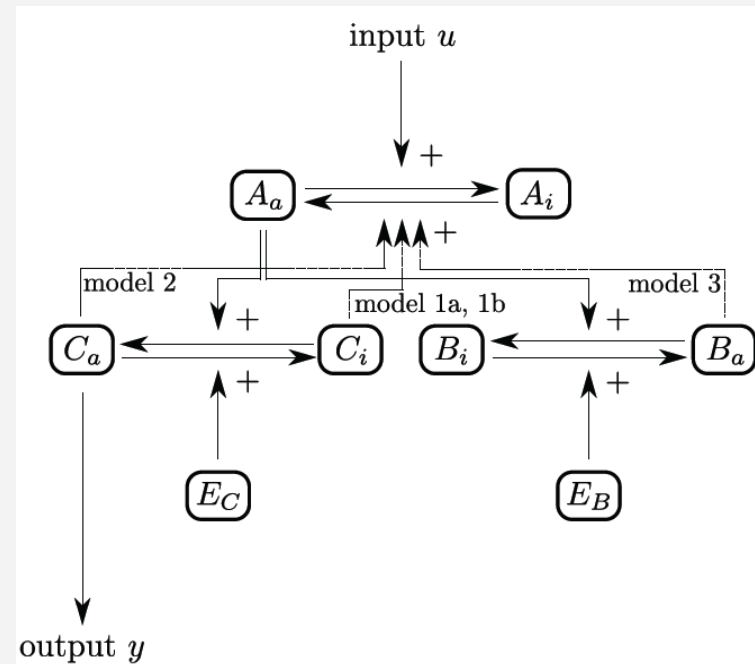 input u
+
A_a A_i
+
model 2 model 3
+ model 1a, 1b +
C_a C_i B_i B_a
+ +
E_C E_B
output y